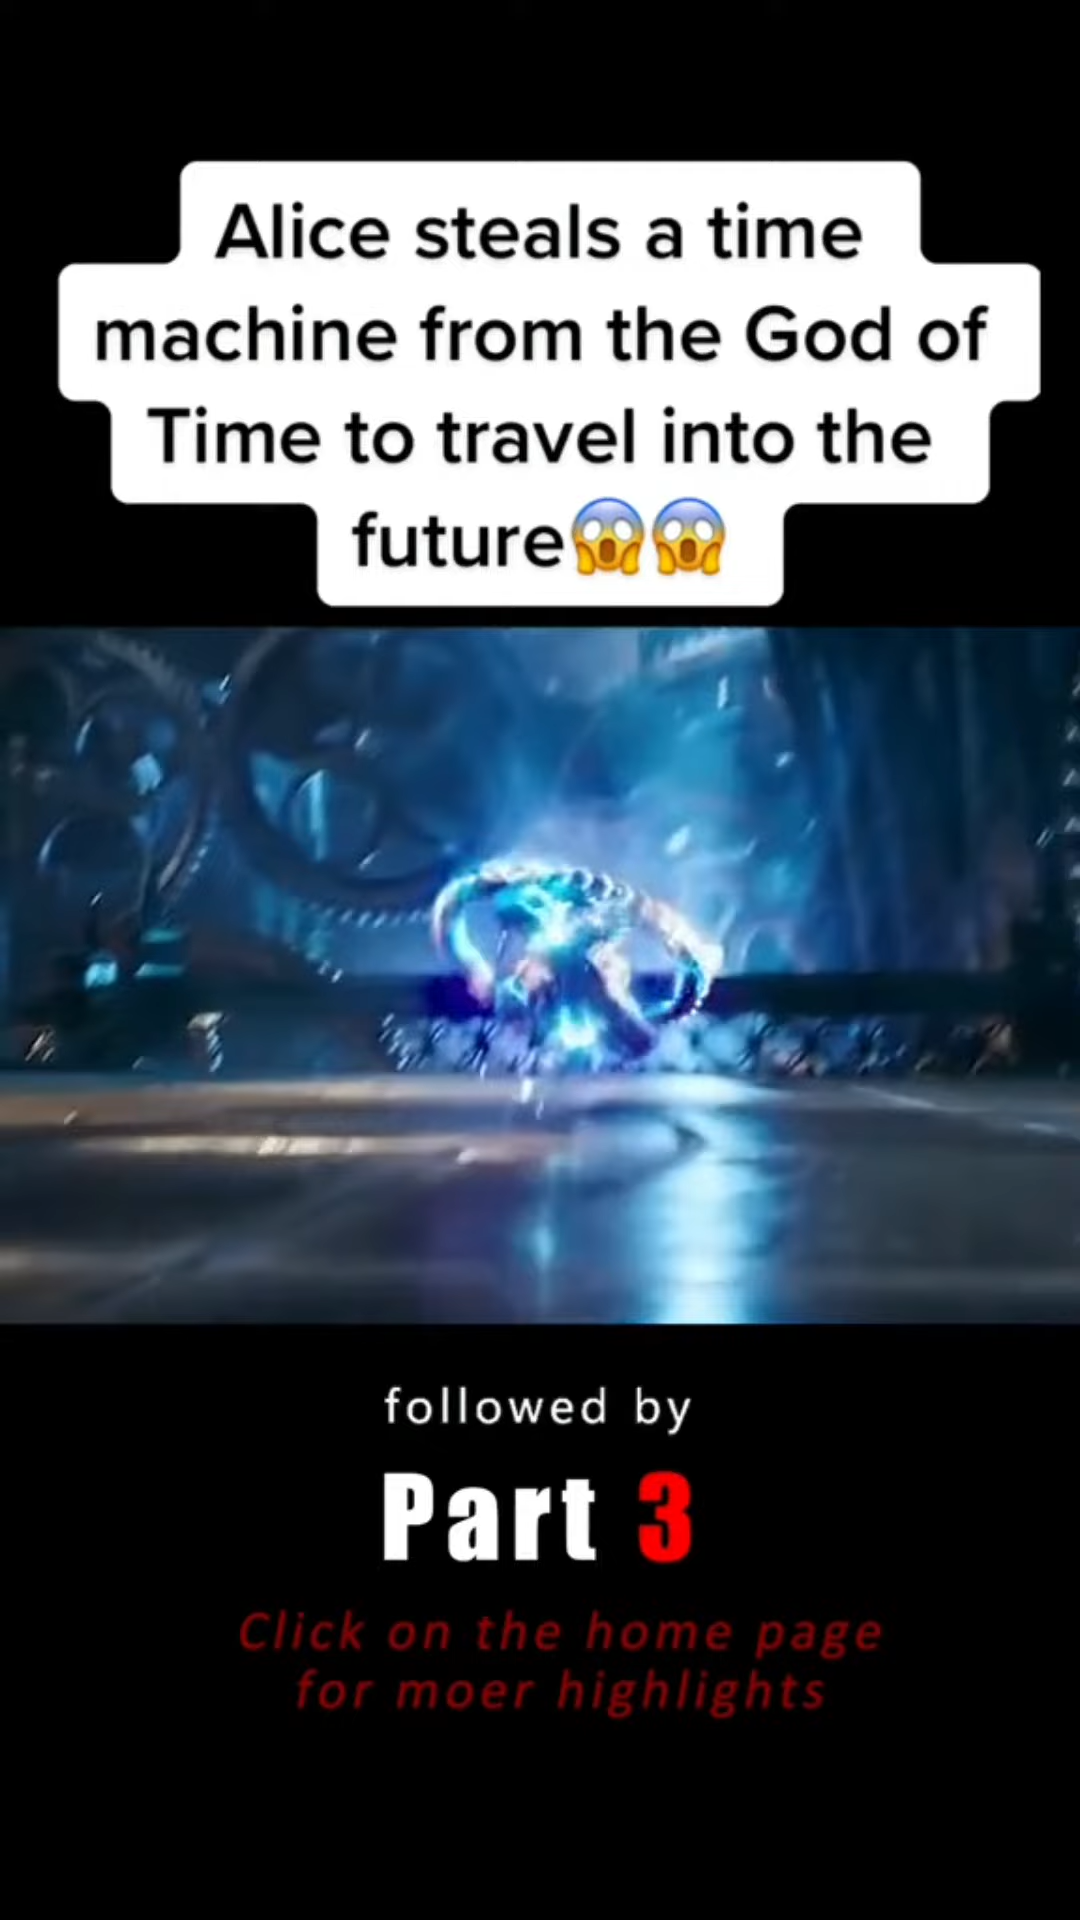 Alice steals a time
machine from the God of
Time to travel into the
future😱😱
followed by
Part 3
Click on the home page
for moer highlights